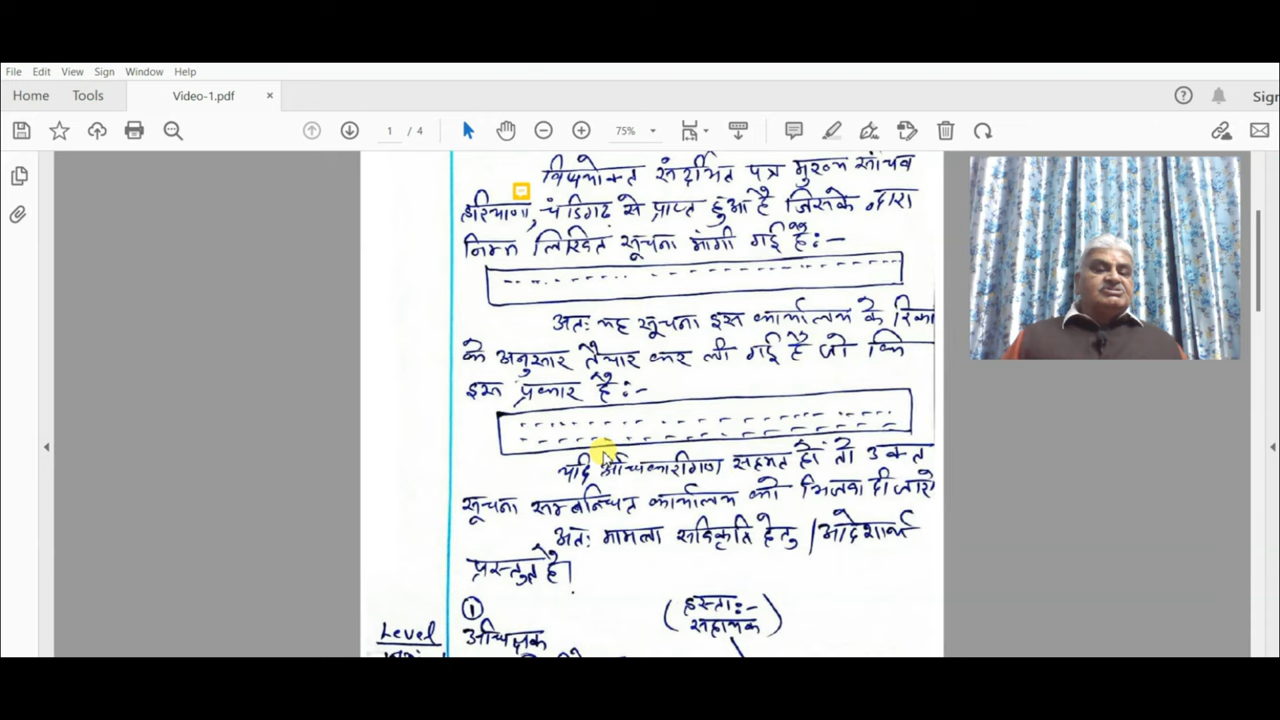 File Edit View Sign Window Help
Home Tools Video-1.pdf × Sign
1 / 4 75%
विषयोक्त संदर्भित पत्र मुख्य सचिव
हरियाणा, चंडिगढ से प्राप्त हुआ है जिसके द्वारा
निम्न लिखित सूचना मांगी गई है:-
अतः यह सूचना इस कार्यालय के रिका
के अनुसार तैयार कर ली गई है जो कि
इस प्रकार है:-
यदि अधिकारीगण सहमत हों तो उक्त
सूचना सम्बन्धित कार्यालय को भिजवा दी जाऐ
अतः मामला स्वीकृति हेतु / आदेशार्थ
प्रस्तुत है।
(हस्ता:-
सहायक)
①
Level
अधिक्षक